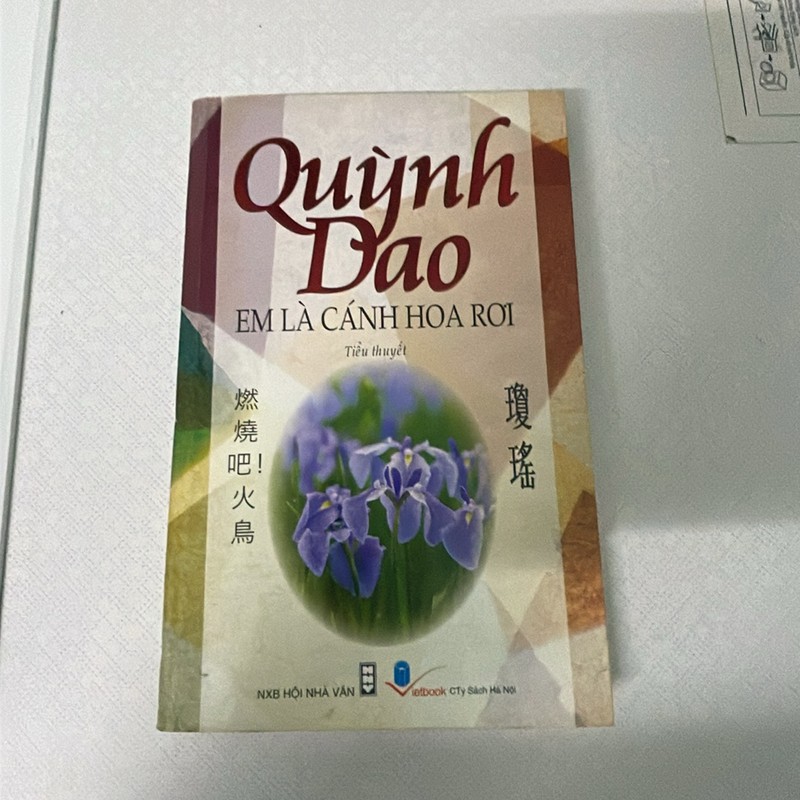 Quỳnh
Dao
EM LÀ CÁNH HOA RƠI
Tiểu thuyết
燃燒吧!火鳥
瓊瑤
NXB HỘI NHÀ VĂN
Vietbook CTy Sách Hà Nội